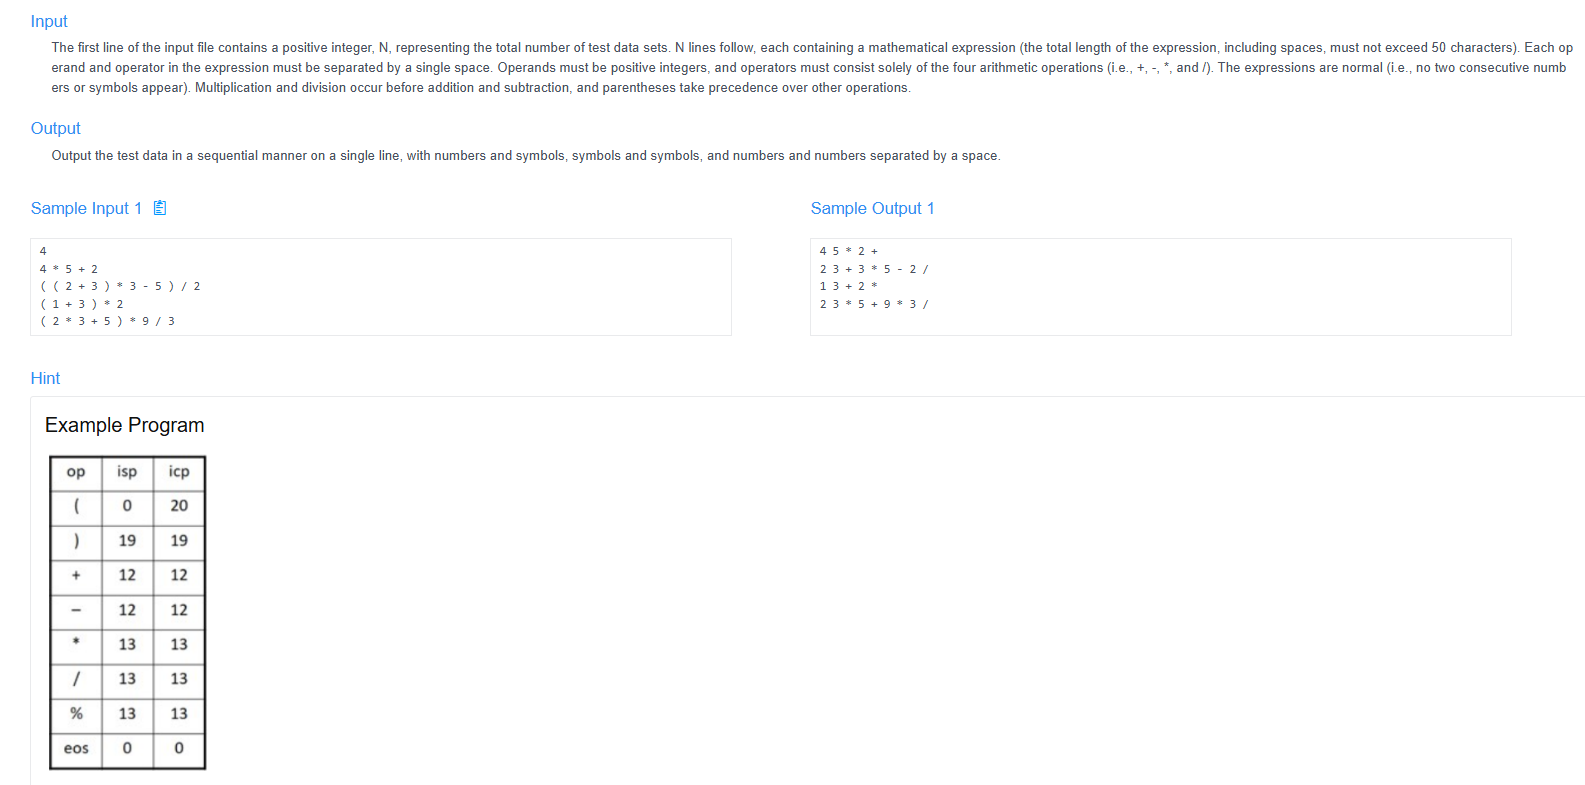 Input
The first line of the input file contains a positive integer, N, representing the total number of test data sets. N lines follow, each containing a mathematical expression (the total length of the expression, including spaces, must not exceed 50 characters). Each op
erand and operator in the expression must be separated by a single space. Operands must be positive integers, and operators must consist solely of the four arithmetic operations (i.e., +, -, *, and /). The expressions are normal (i.e., no two consecutive numb
ers or symbols appear). Multiplication and division occur before addition and subtraction, and parentheses take precedence over other operations.
Output
Output the test data in a sequential manner on a single line, with numbers and symbols, symbols and symbols, and numbers and numbers separated by a space.
Sample Input 1
4
4 * 5 + 2
( ( 2 + 3 ) * 3 - 5 ) / 2
( 1 + 3 ) * 2
( 2 * 3 + 5 ) * 9 / 3
Sample Output 1
4 5 * 2 +
2 3 + 3 * 5 - 2 /
1 3 + 2 *
2 3 * 5 + 9 * 3 /
Hint
Example Program
op isp icp
( 0 20
) 19 19
+ 12 12
− 12 12
* 13 13
/ 13 13
% 13 13
eos 0 0